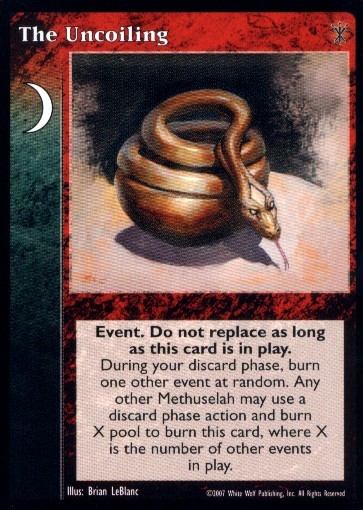 The Uncoiling
Event. Do not replace as long
as this card is in play.
During your discard phase, burn
one other event at random. Any
other Methuselah may use a
discard phase action and burn
X pool to burn this card, where X
is the number of other events
in play.
Illus: Brian LeBlanc
©2007 White Wolf Publishing, Inc. All Rights Reserved